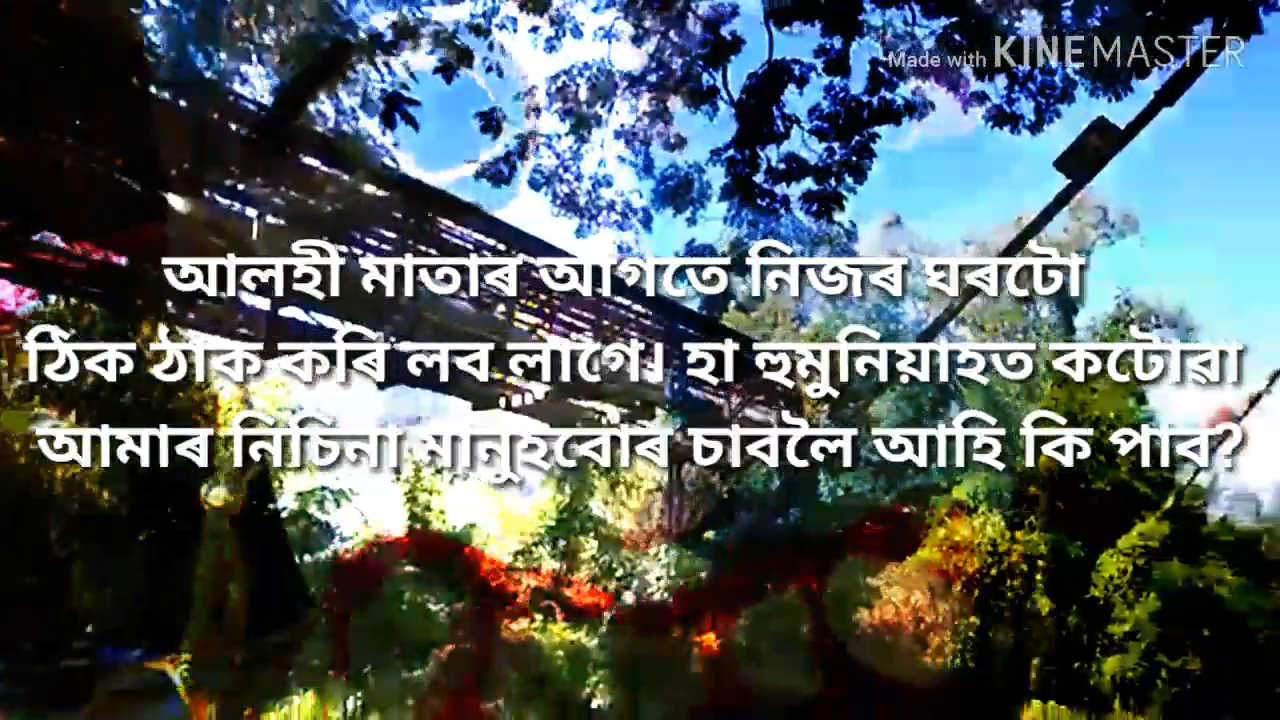 Made with KINEMASTER
আলহী মাতাৰ আগতে নিজৰ ঘৰটো
ঠিক ঠাক কৰি লব লাগে। হা হুমুনিয়াহত কটোৱা
আমাৰ নিচিনা মানুহবোৰ চাবলৈ আহি কি পাব?